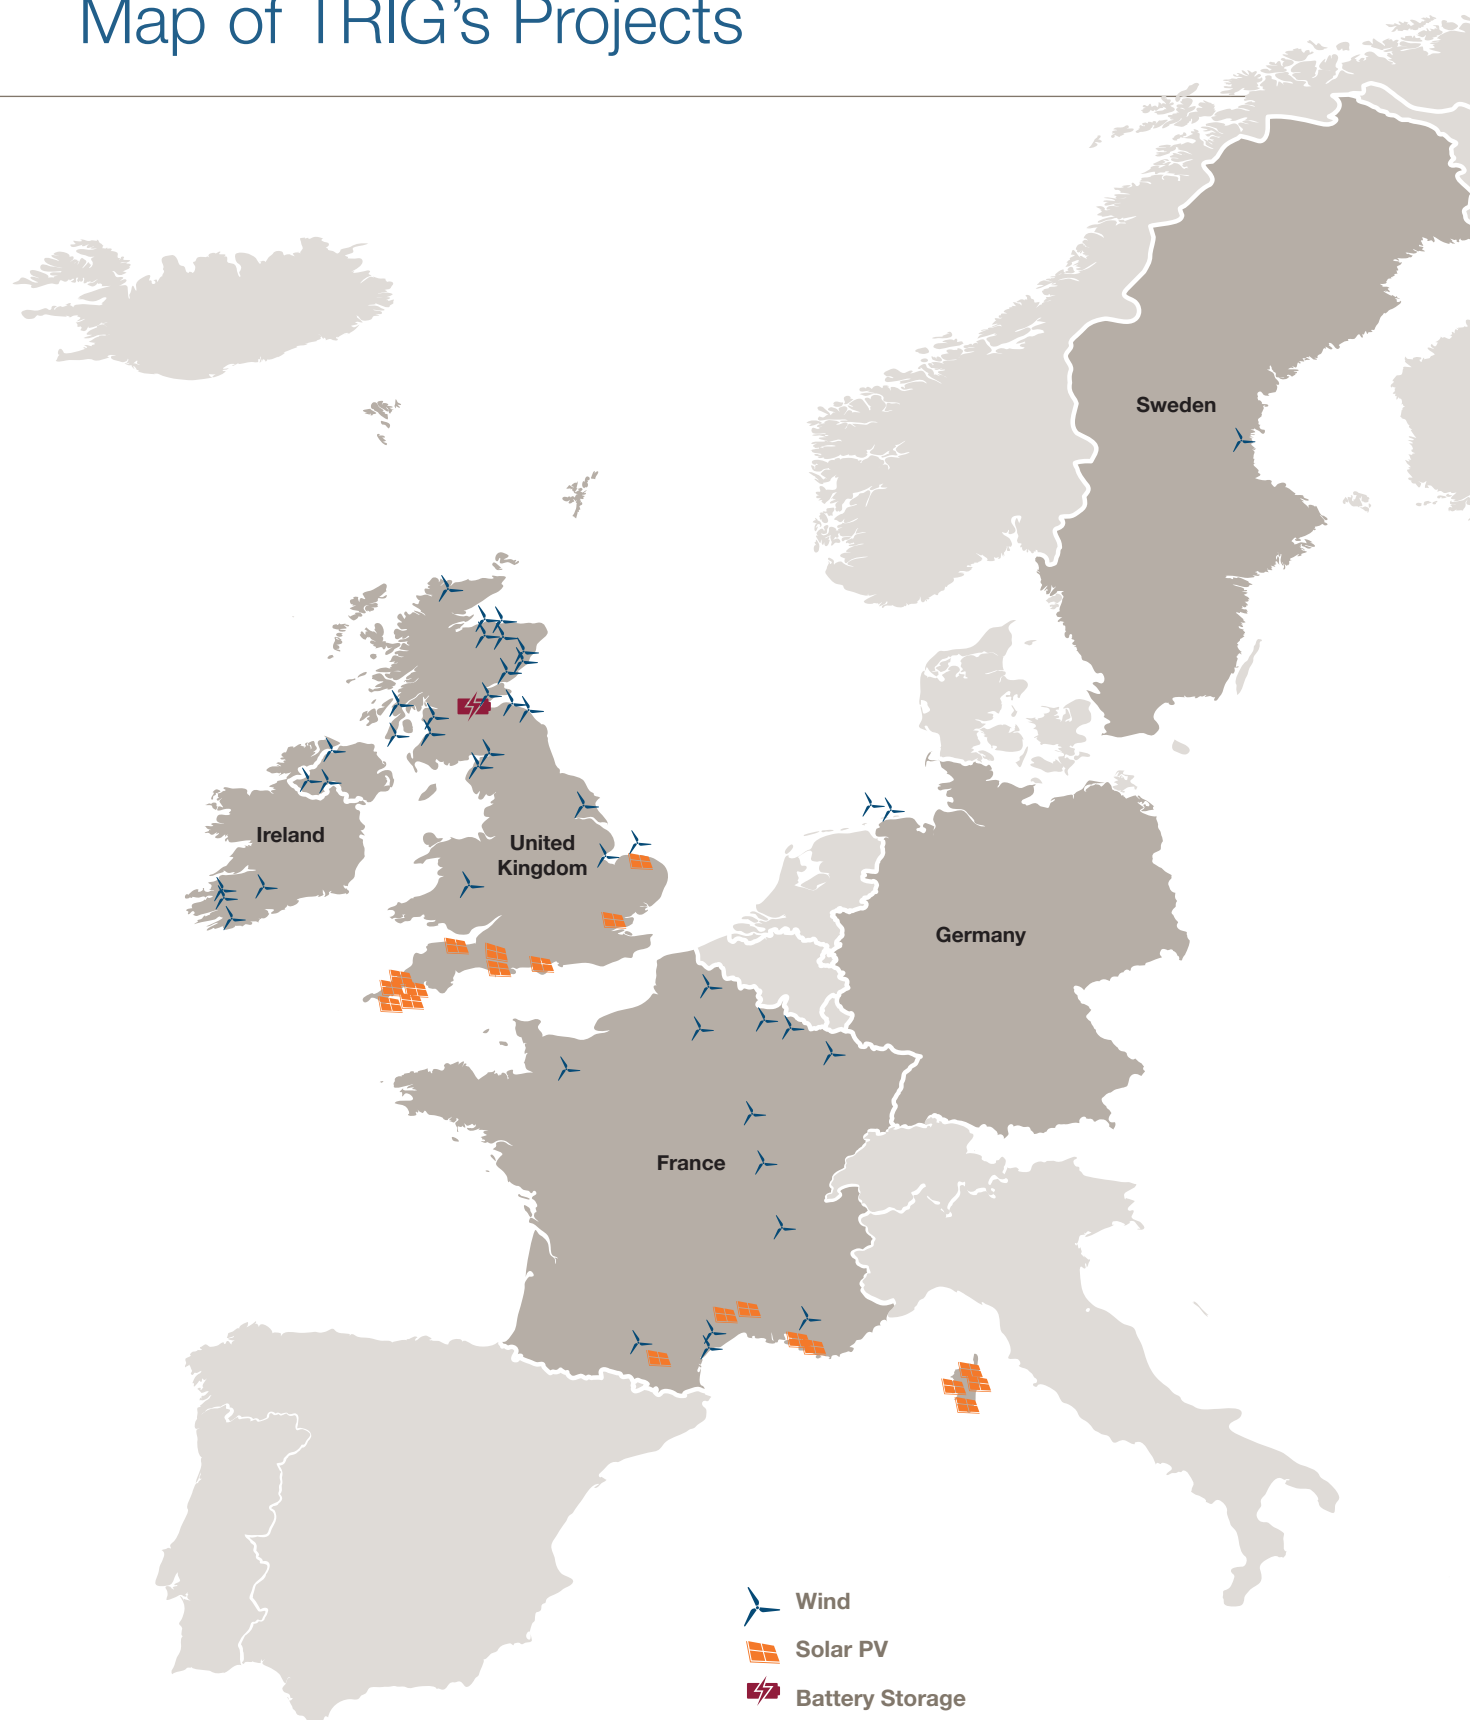 Map of TRIG's Projects
Sweden
Ireland
United
Kingdom
Germany
France
Wind
Solar PV
Battery Storage